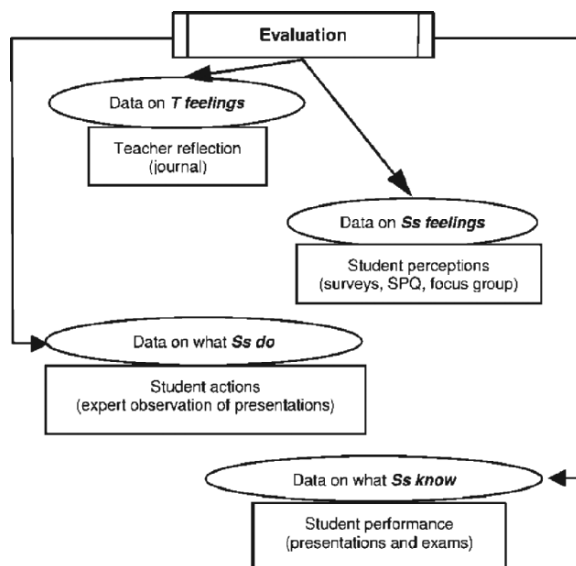 Evaluation
Data on T feelings
Teacher reflection
(journal)
Data on Ss feelings
Student perceptions
(surveys, SPQ, focus group)
Data on what Ss do
Student actions
(expert observation of presentations)
Data on what Ss know
Student performance
(presentations and exams)